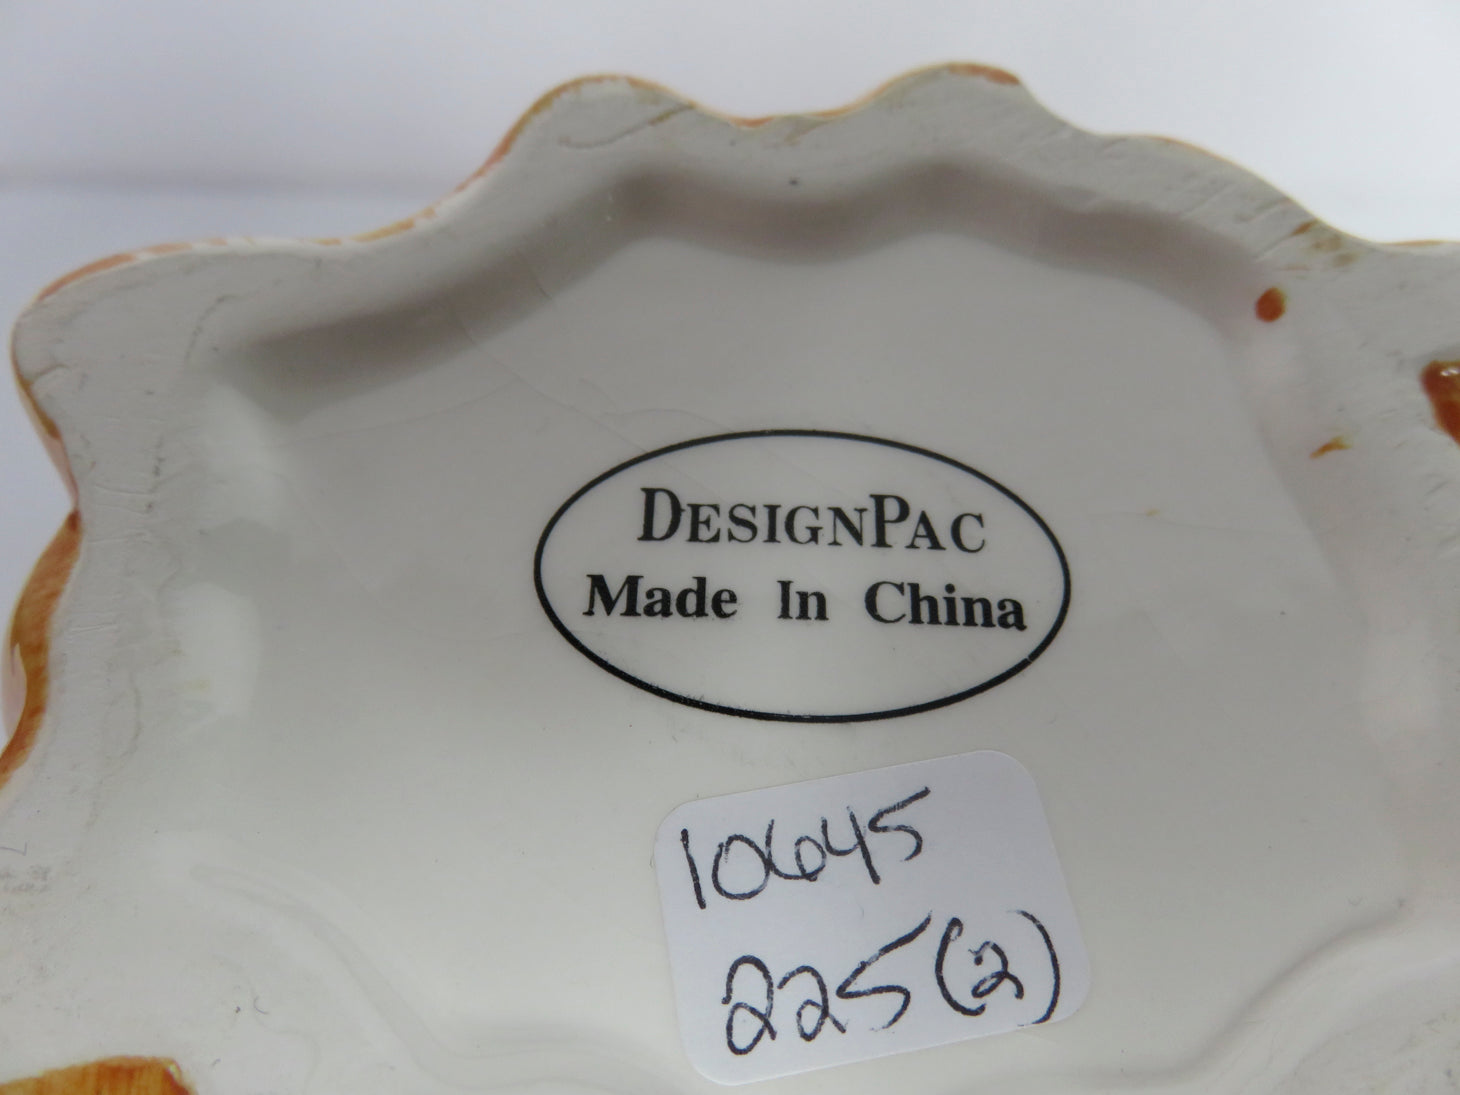 DESIGNPAC
Made In China
10645
225(2)